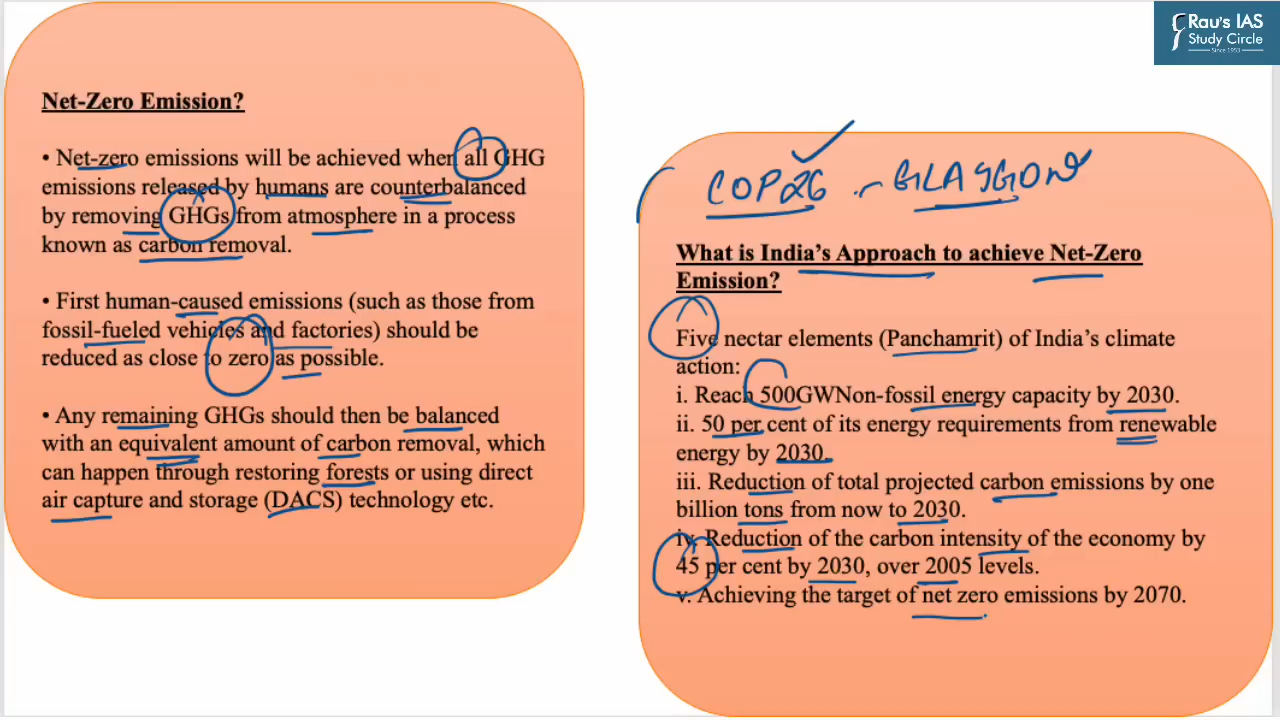 Rau's IAS
Study Circle
Since 1953
Net-Zero Emission?
• Net-zero emissions will be achieved when all GHG
emissions released by humans are counterbalanced
by removing GHGs from atmosphere in a process
known as carbon removal.
• First human-caused emissions (such as those from
fossil-fueled vehicles and factories) should be
reduced as close to zero as possible.
• Any remaining GHGs should then be balanced
with an equivalent amount of carbon removal, which
can happen through restoring forests or using direct
air capture and storage (DACS) technology etc.
COP26 - GLASGOW
What is India's Approach to achieve Net-Zero
Emission?
Five nectar elements (Panchamrit) of India's climate
action:
i. Reach 500GWNon-fossil energy capacity by 2030.
ii. 50 per cent of its energy requirements from renewable
energy by 2030.
iii. Reduction of total projected carbon emissions by one
billion tons from now to 2030.
iv. Reduction of the carbon intensity of the economy by
45 per cent by 2030, over 2005 levels.
v. Achieving the target of net zero emissions by 2070.